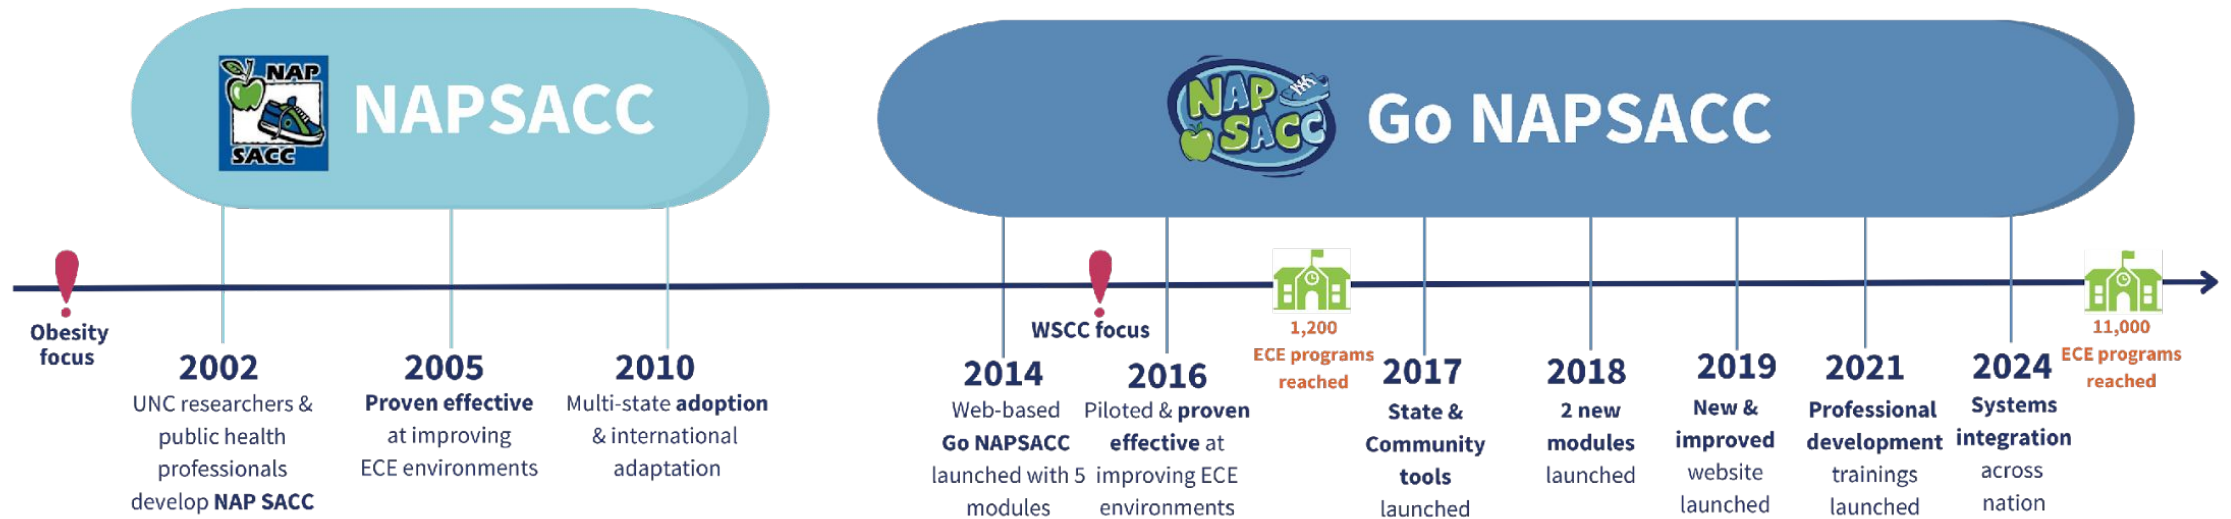 NAP
SACC
NAPSACC
NAP
SACC
Go NAPSACC
Obesity
focus
2002
UNC researchers &
public health
professionals
develop NAP SACC
2005
Proven effective
at improving
ECE environments
2010
Multi-state adoption
& international
adaptation
2014
Web-based
Go NAPSACC
launched with 5
modules
WSCC focus
2016
Piloted & proven
effective at
improving ECE
environments
1,200
ECE programs
reached
2017
State &
Community
tools
launched
2018
2 new
modules
launched
2019
New &
improved
website
launched
2021
Professional
development
trainings
launched
2024
Systems
integration
across
nation
11,000
ECE programs
reached